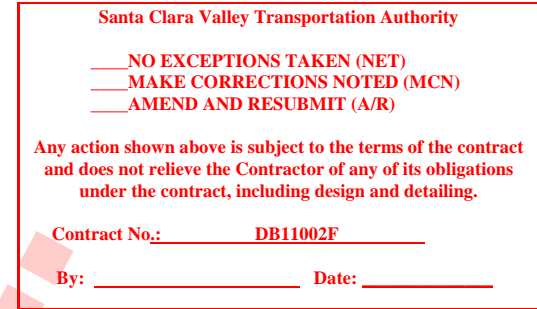 Santa Clara Valley Transportation Authority
____NO EXCEPTIONS TAKEN (NET)
____MAKE CORRECTIONS NOTED (MCN)
____AMEND AND RESUBMIT (A/R)
Any action shown above is subject to the terms of the contract
and does not relieve the Contractor of any of its obligations
under the contract, including design and detailing.
Contract No.: DB11002F
By: ____________________ Date: ______________